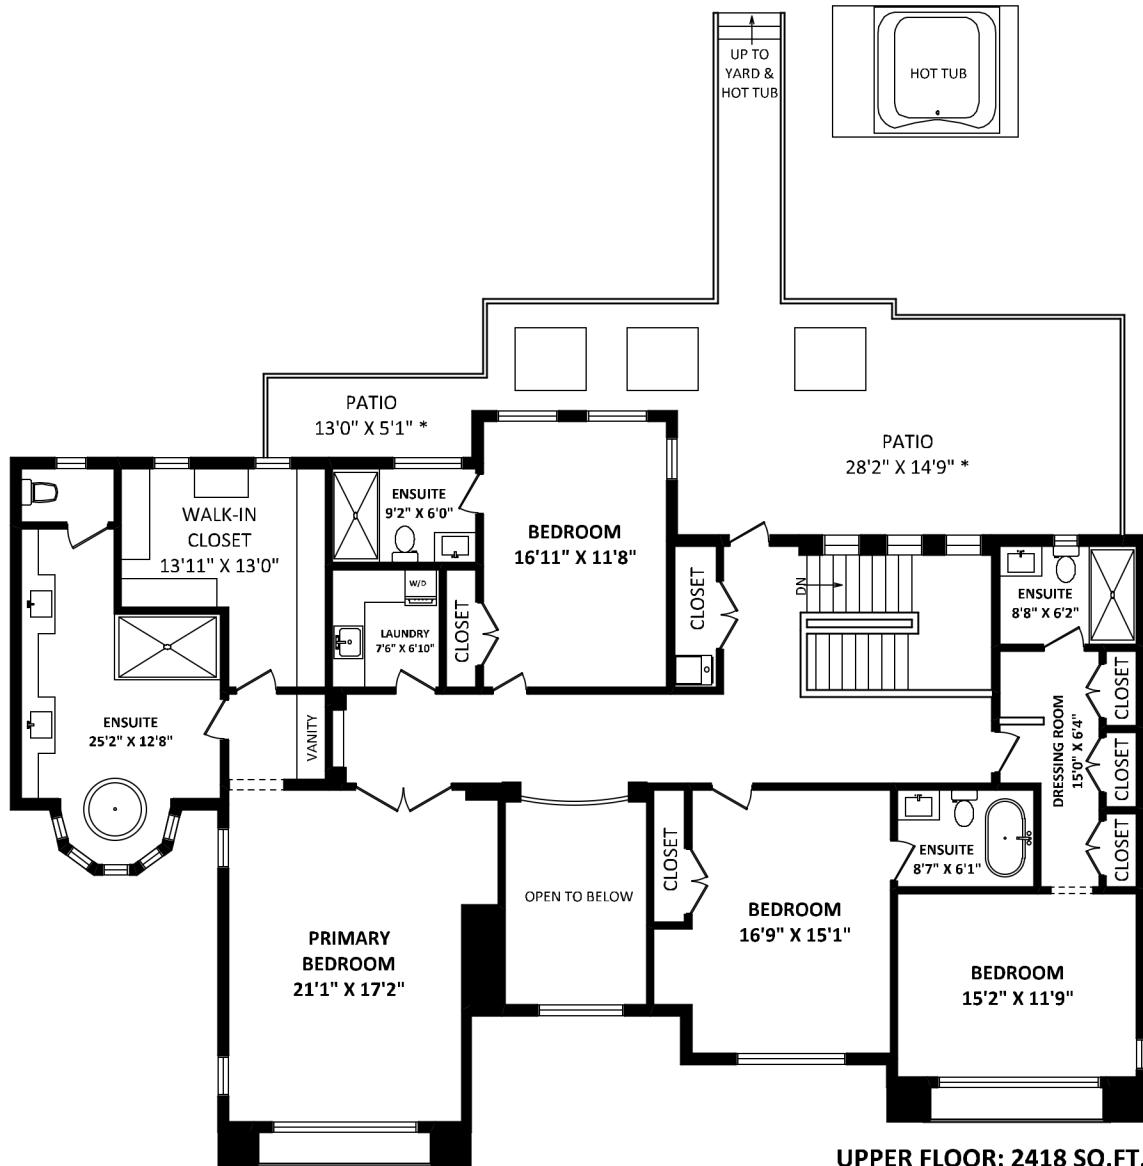 UP TO
YARD &
HOT TUB
HOT TUB
PATIO
13'0" X 5'1" *
PATIO
28'2" X 14'9" *
WALK-IN
CLOSET
13'11" X 13'0"
ENSUITE
9'2" X 6'0"
BEDROOM
16'11" X 11'8"
W/D
LAUNDRY
7'6" X 6'10"
CLOSET
CLOSET
DN
ENSUITE
8'8" X 6'2"
CLOSET
ENSUITE
25'2" X 12'8"
VANITY
DRESSING ROOM
15'0" X 6'4"
CLOSET
CLOSET
CLOSET
ENSUITE
8'7" X 6'1"
OPEN TO BELOW
BEDROOM
16'9" X 15'1"
PRIMARY
BEDROOM
21'1" X 17'2"
BEDROOM
15'2" X 11'9"
UPPER FLOOR: 2418 SQ.FT.